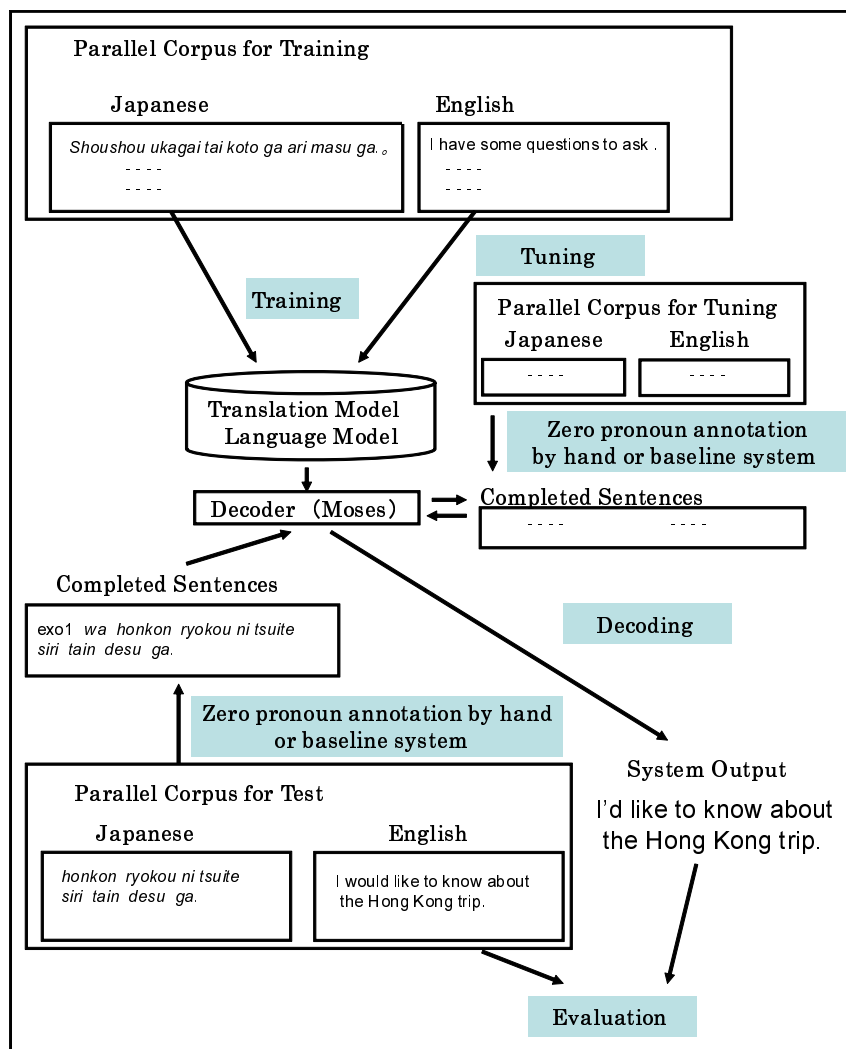 Parallel Corpus for Training
Japanese
English
Shoushou ukagai tai koto ga ari masu ga.。
- - - -
- - - -
I have some questions to ask .
- - - -
- - - -
Tuning
Training
Parallel Corpus for Tuning
Japanese
English
- - - -
- - - -
Translation Model
Language Model
Zero pronoun annotation
by hand or baseline system
Decoder （Moses）
Completed Sentences
- - - -
- - - -
Completed Sentences
exo1 wa honkon ryokou ni tsuite
siri tain desu ga.
Decoding
Zero pronoun annotation by hand
or baseline system
System Output
I'd like to know about
the Hong Kong trip.
Parallel Corpus for Test
Japanese
English
honkon ryokou ni tsuite
siri tain desu ga.
I would like to know about
the Hong Kong trip.
Evaluation